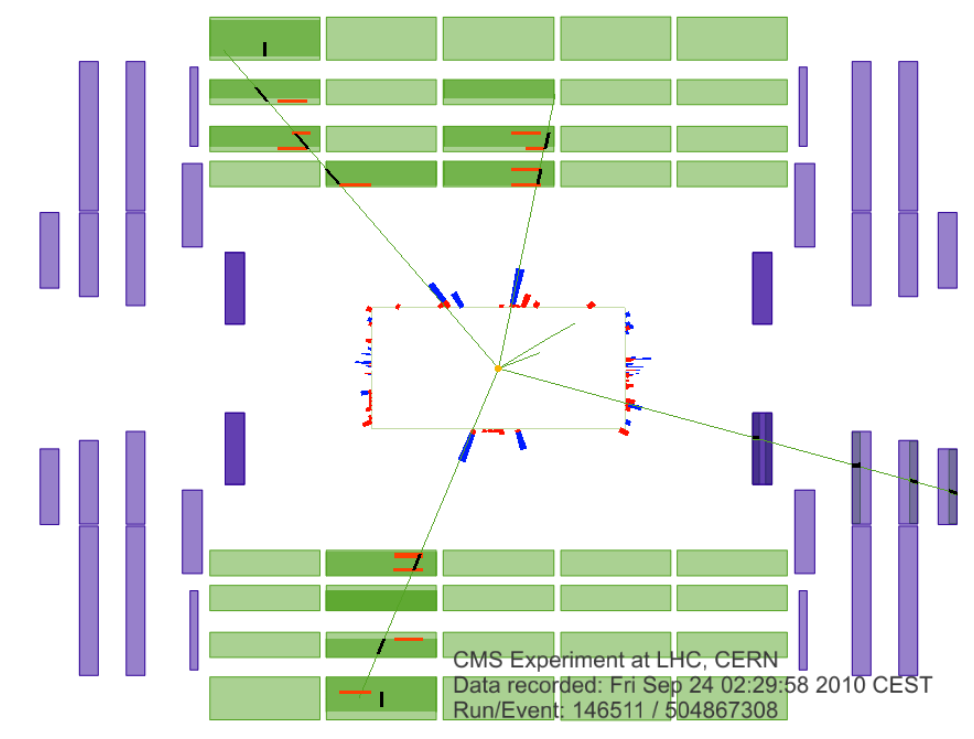 CMS Experiment at LHC, CERN
Data recorded: Fri Sep 24 02:29:58 2010 CEST
Run/Event: 146511 / 504867308